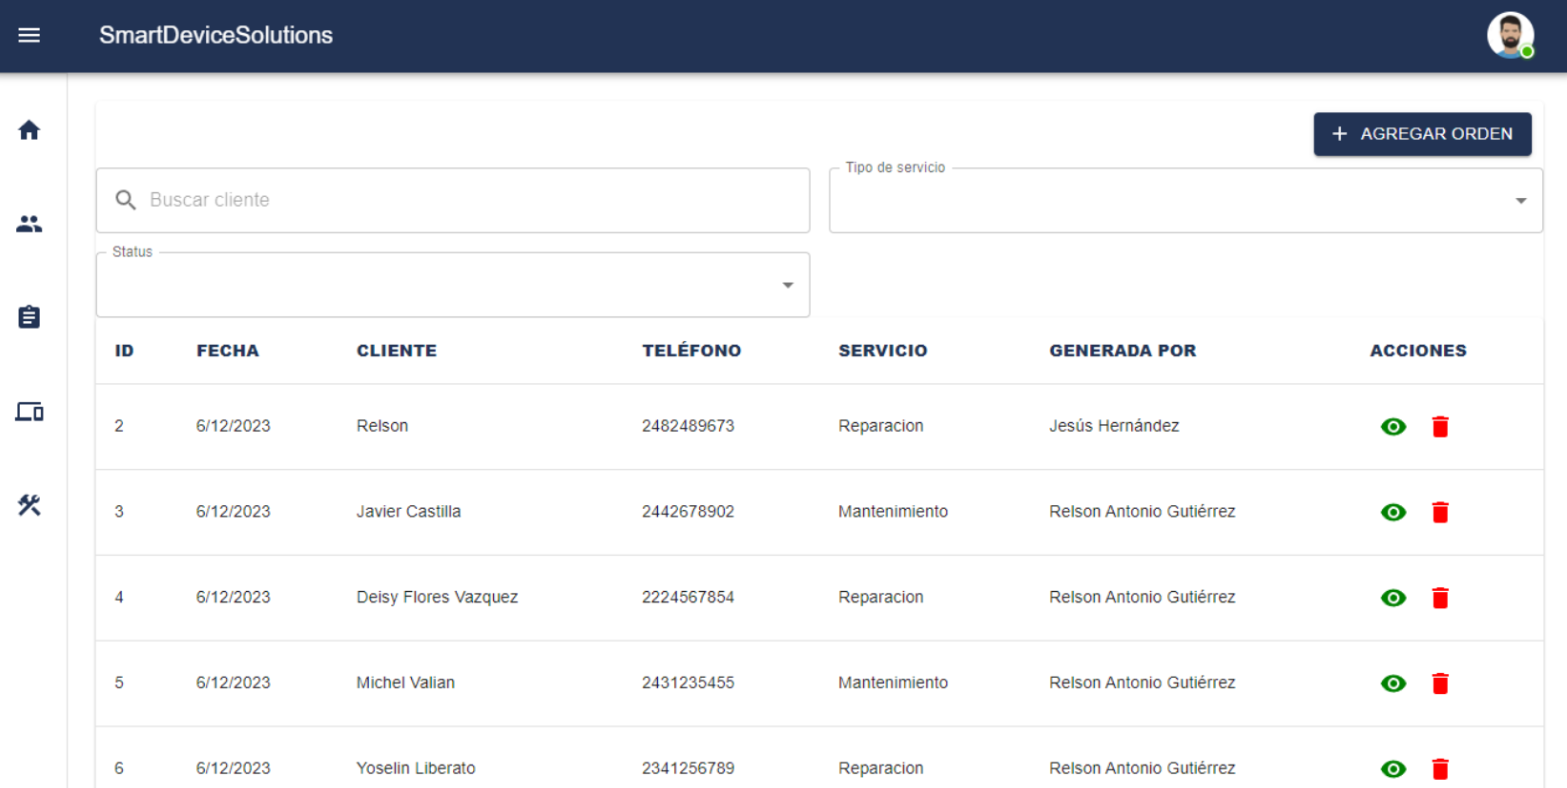 SmartDeviceSolutions
+ AGREGAR ORDEN
Buscar cliente
Tipo de servicio
Status
ID FECHA CLIENTE TELÉFONO SERVICIO GENERADA POR ACCIONES
2 6/12/2023 Relson 2482489673 Reparacion Jesús Hernández
3 6/12/2023 Javier Castilla 2442678902 Mantenimiento Relson Antonio Gutiérrez
4 6/12/2023 Deisy Flores Vazquez 2224567854 Reparacion Relson Antonio Gutiérrez
5 6/12/2023 Michel Valian 2431235455 Mantenimiento Relson Antonio Gutiérrez
6 6/12/2023 Yoselin Liberato 2341256789 Reparacion Relson Antonio Gutiérrez